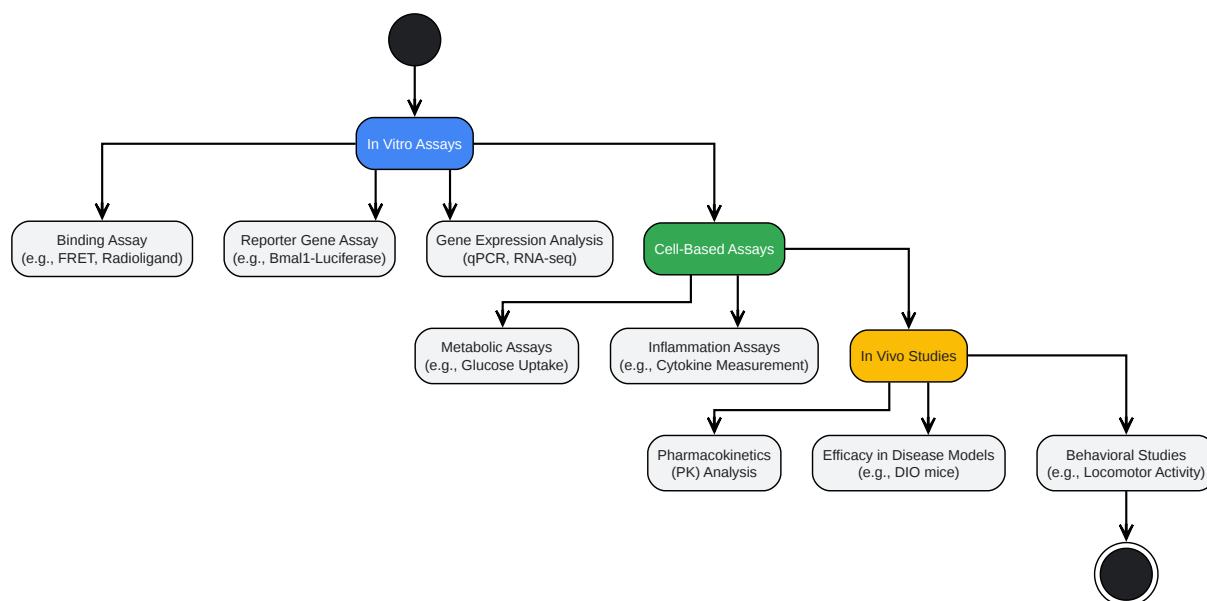 In Vitro Assays
Binding Assay
(e.g., FRET, Radioligand)
Reporter Gene Assay
(e.g., Bmal1-Luciferase)
Gene Expression Analysis
(qPCR, RNA-seq)
Cell-Based Assays
Metabolic Assays
(e.g., Glucose Uptake)
Inflammation Assays
(e.g., Cytokine Measurement)
In Vivo Studies
Pharmacokinetics
(PK) Analysis
Efficacy in Disease Models
(e.g., DIO mice)
Behavioral Studies
(e.g., Locomotor Activity)